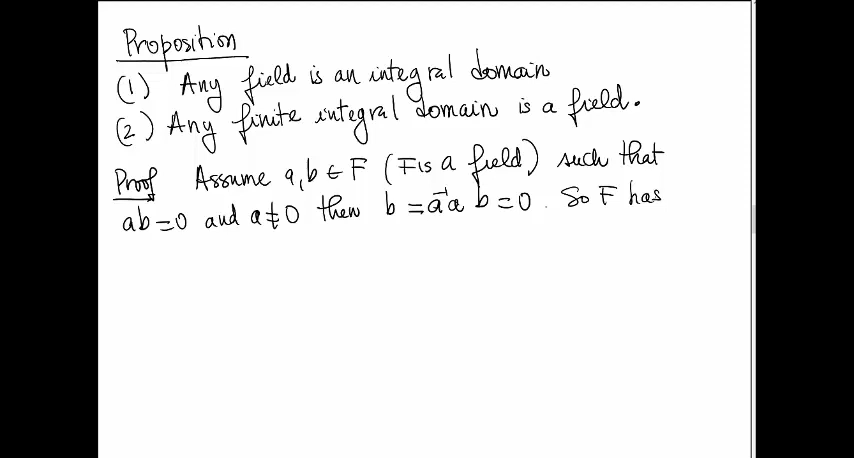 Proposition
(1) Any field is an integral domain
(2) Any finite integral domain is a field.
Proof Assume a, b ∈ F (F is a field) such that
ab = 0 and a ≠ 0 then b = a⁻¹a b = 0. So F has